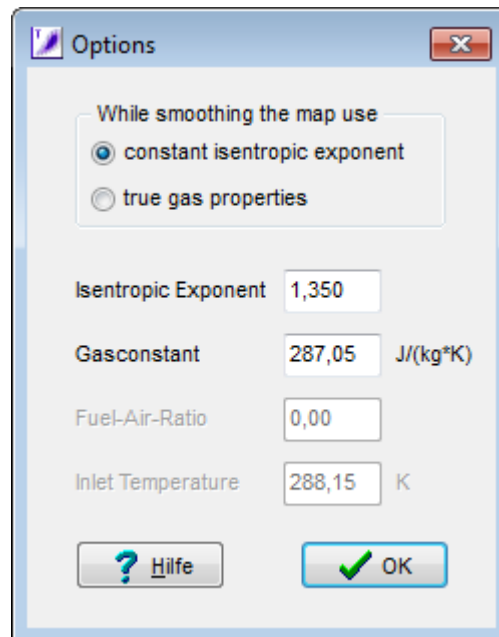 Options
While smoothing the map use
constant isentropic exponent
true gas properties
Isentropic Exponent 1,350
Gasconstant 287,05 J/(kg*K)
Fuel-Air-Ratio 0,00
Inlet Temperature 288,15 K
Hilfe OK